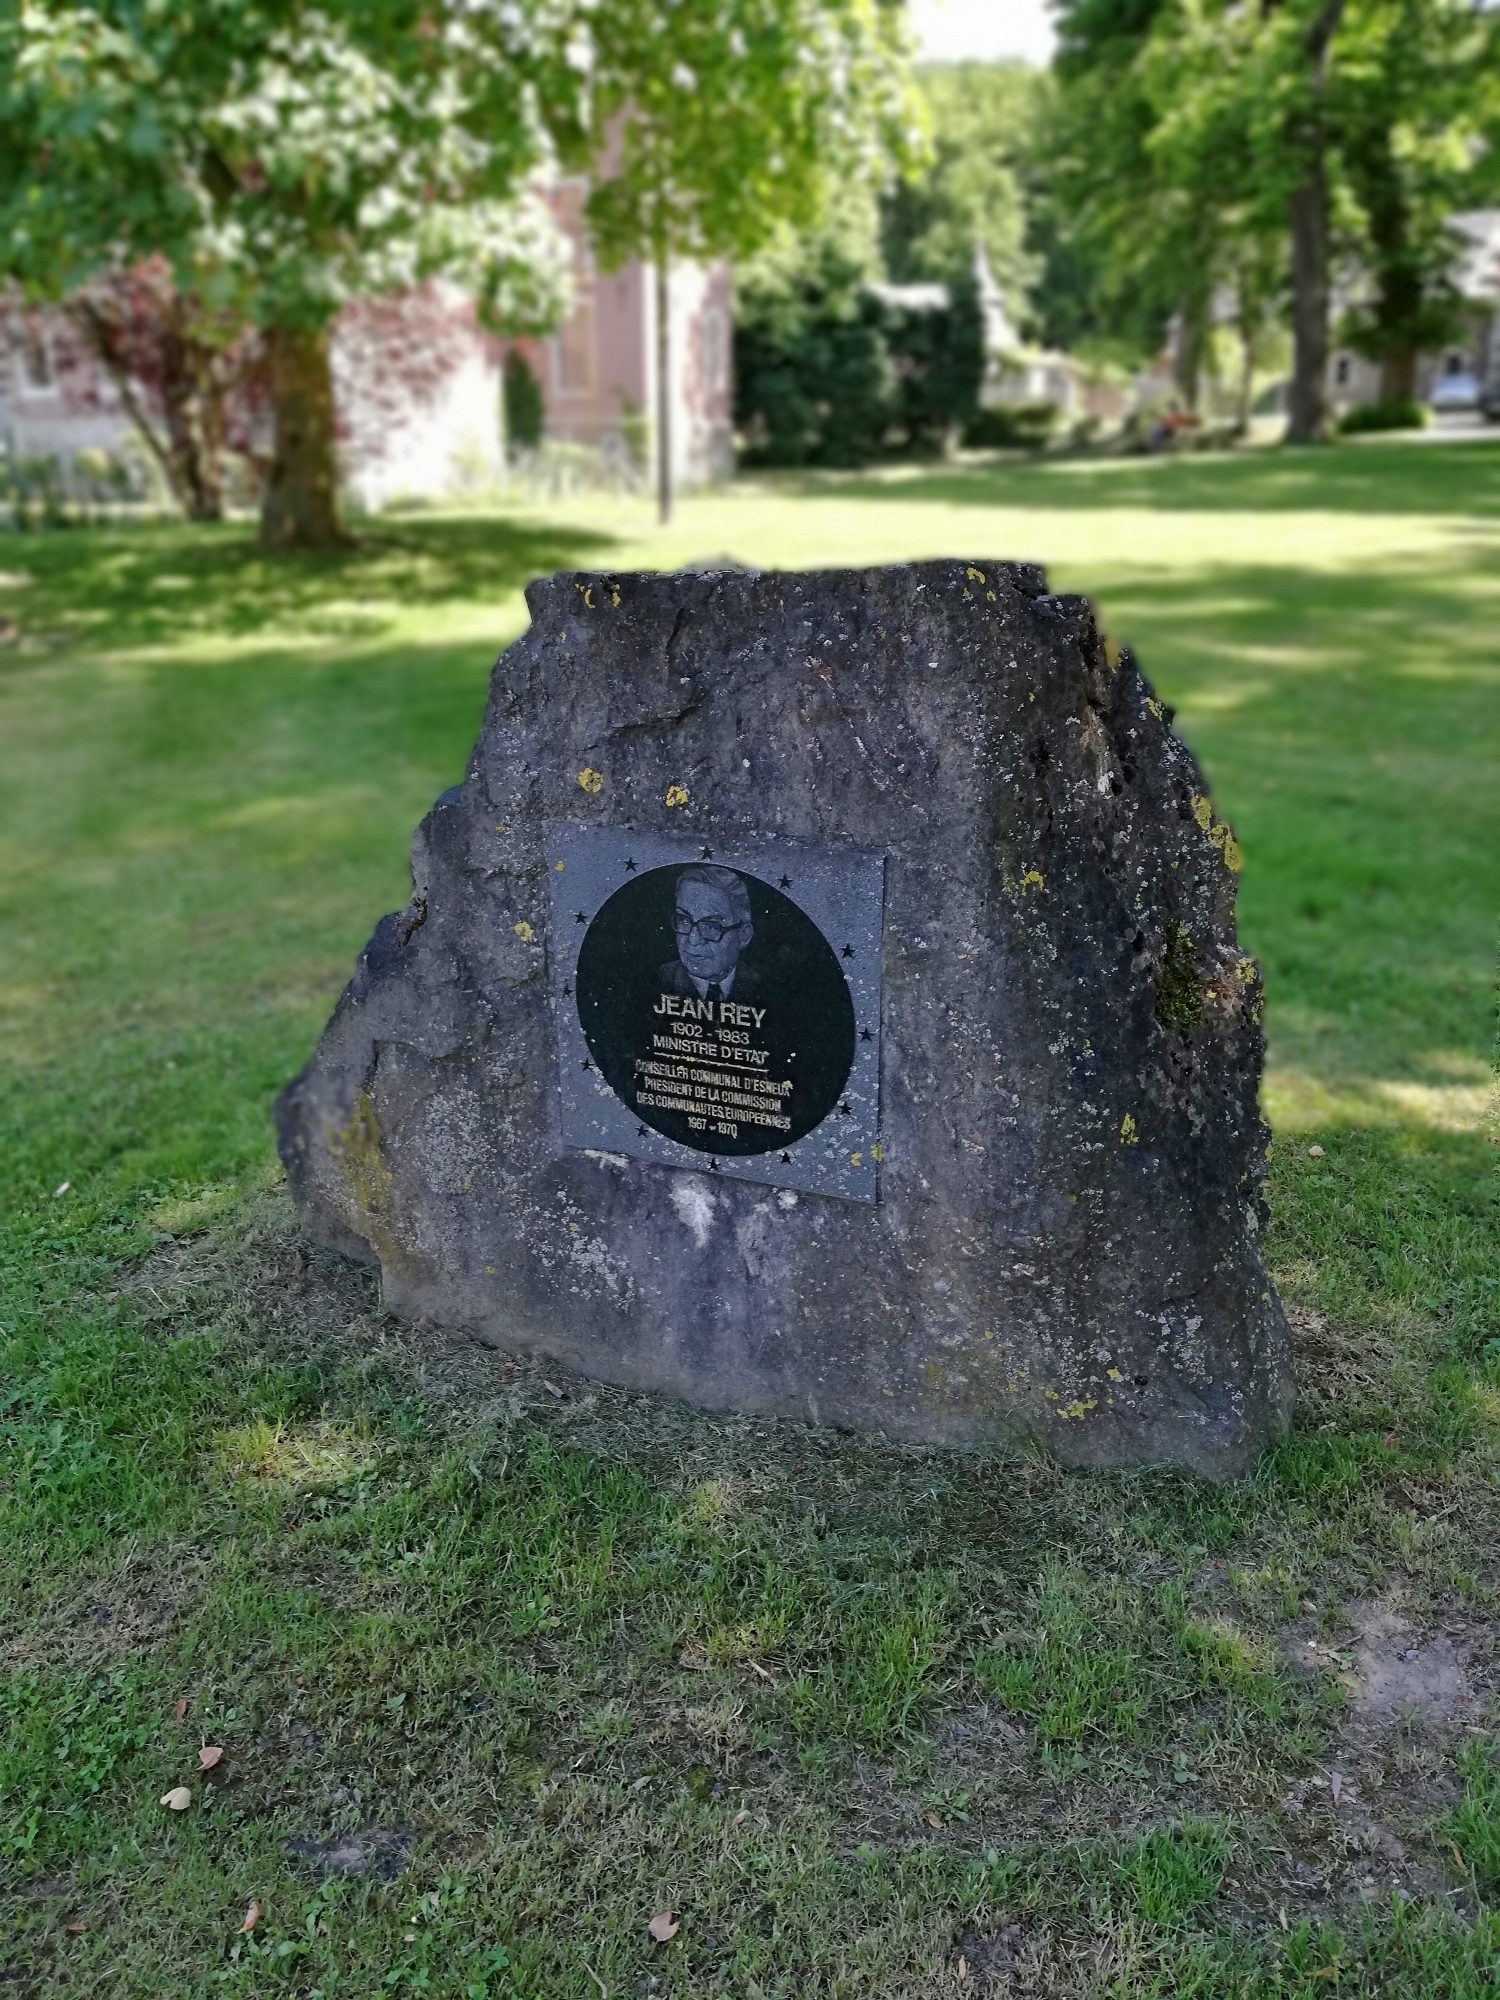 JEAN REY
1902 - 1983
MINISTRE D'ETAT
CONSEILLER COMMUNAL D'ESNEUX
PRESIDENT DE LA COMMISSION
DES COMMUNAUTES EUROPEENNES
1967 - 1970